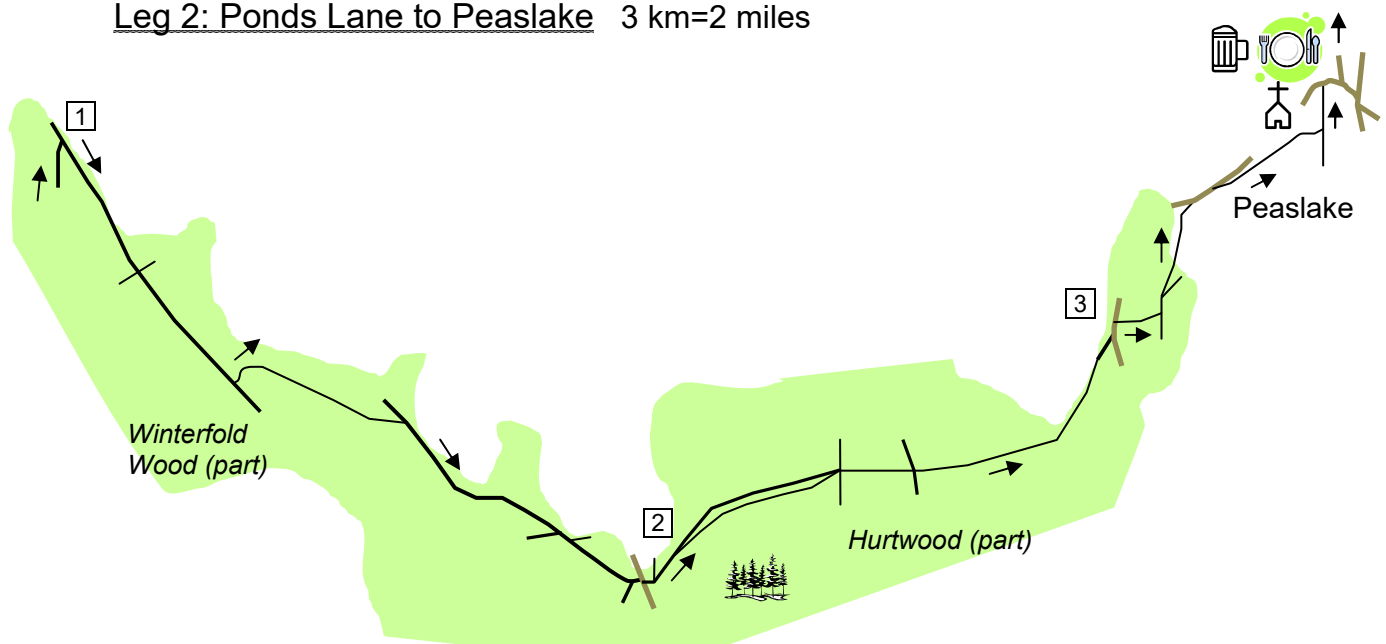 Leg 2: Ponds Lane to Peaslake 3 km=2 miles
1
Peaslake
3
Winterfold
Wood (part)
2
Hurtwood (part)